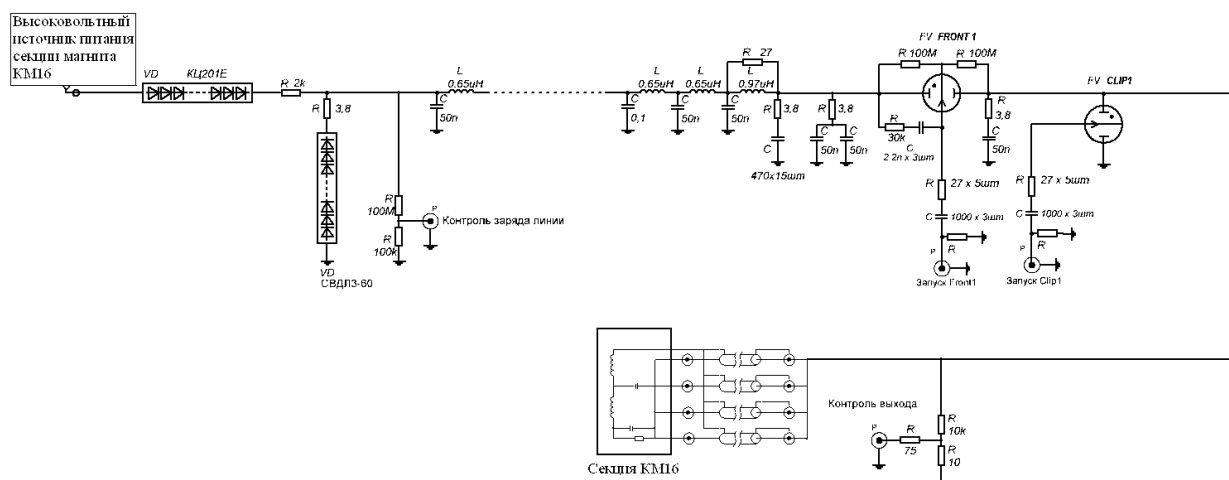 Высоковольтный
источник питания
секции магнита
КМ16
VD КЦ201Е
R 2k
R 3,8
VD
СВДЛЗ-60
R
100M
R
100k
P
Контроль заряда линии
C
50n
L
0.65uH
C
0,1
L
0.65uH
C
50n
L
0.65uH
C
50n
R 27
L
0.97uH
R
3,8
C
470x15шт
R
3,8
C
50n
C
50n
FV FRONT 1
R 100M
R 100M
R
30k
C
2 2n x 3шт
R 27 x 5шт
C 1000 x 3шт
R
P
Запуск Front1
R
3,8
C
50n
FV CLIP1
R 27 x 5шт
C 1000 x 3шт
R
P
Запуск Clip1
Секция КМ16
Контроль выхода
P
R
75
R
10k
R
10